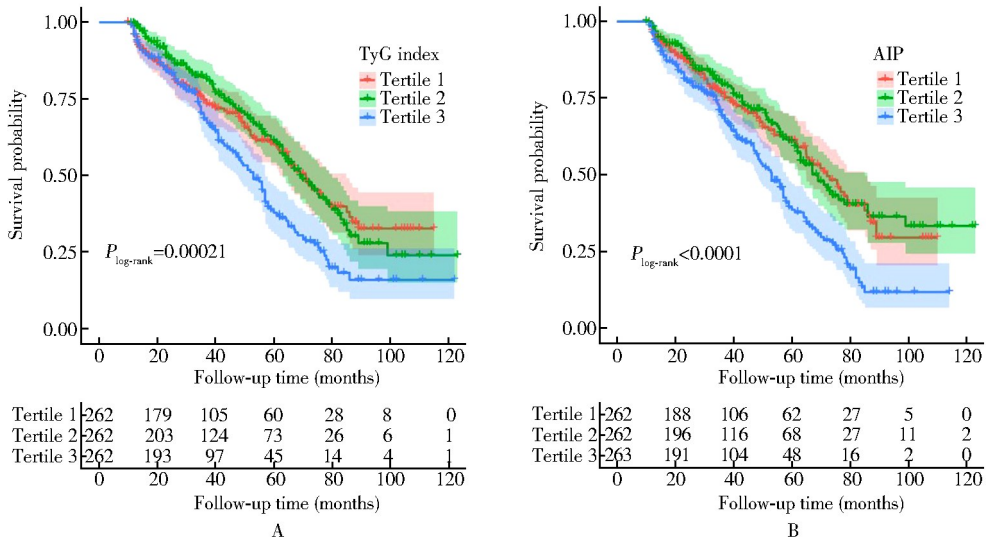 1.00
0.75
0.50
0.25
0.00
Survival probability
TyG index
Tertile 1
Tertile 2
Tertile 3
Plog-rank=0.00021
0 20 40 60 80 100 120
Follow-up time (months)
Tertile 1 262 179 105 60 28 8 0
Tertile 2 262 203 124 73 26 6 1
Tertile 3 262 193 97 45 14 4 1
0 20 40 60 80 100 120
Follow-up time (months)
A
1.00
0.75
0.50
0.25
0.00
Survival probability
AIP
Tertile 1
Tertile 2
Tertile 3
Plog-rank<0.0001
0 20 40 60 80 100 120
Follow-up time (months)
Tertile 1 262 188 106 62 27 5 0
Tertile 2 262 196 116 68 27 11 2
Tertile 3 263 191 104 48 16 2 0
0 20 40 60 80 100 120
Follow-up time (months)
B